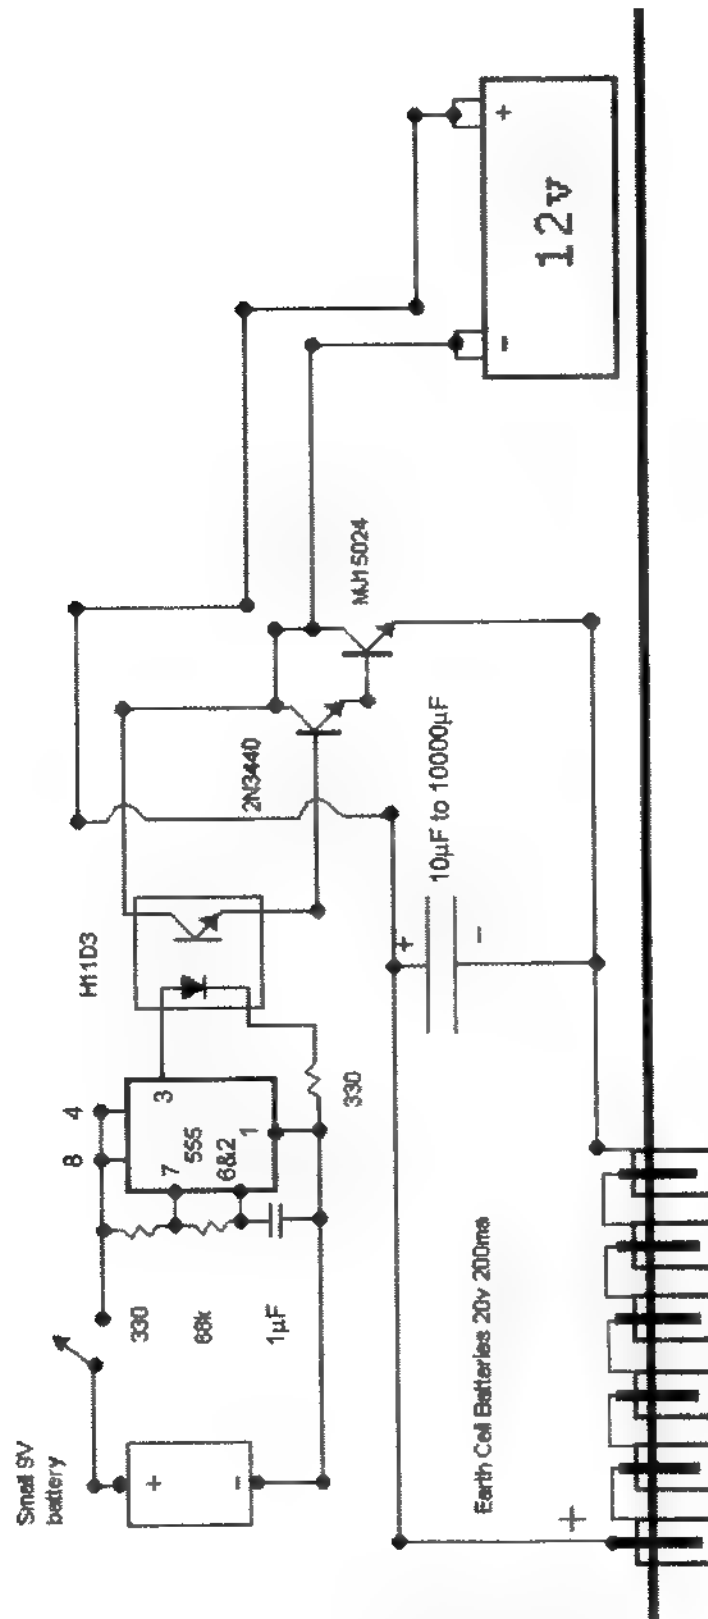 Small 9V
battery
+
-
330
68k
1µF
8
4
7
555
6&2
3
1
330
H11D3
2N3440
MJ15024
+
-
10µF to 10000µF
Earth Cell Batteries 20v 200ma
+
+
-
12v